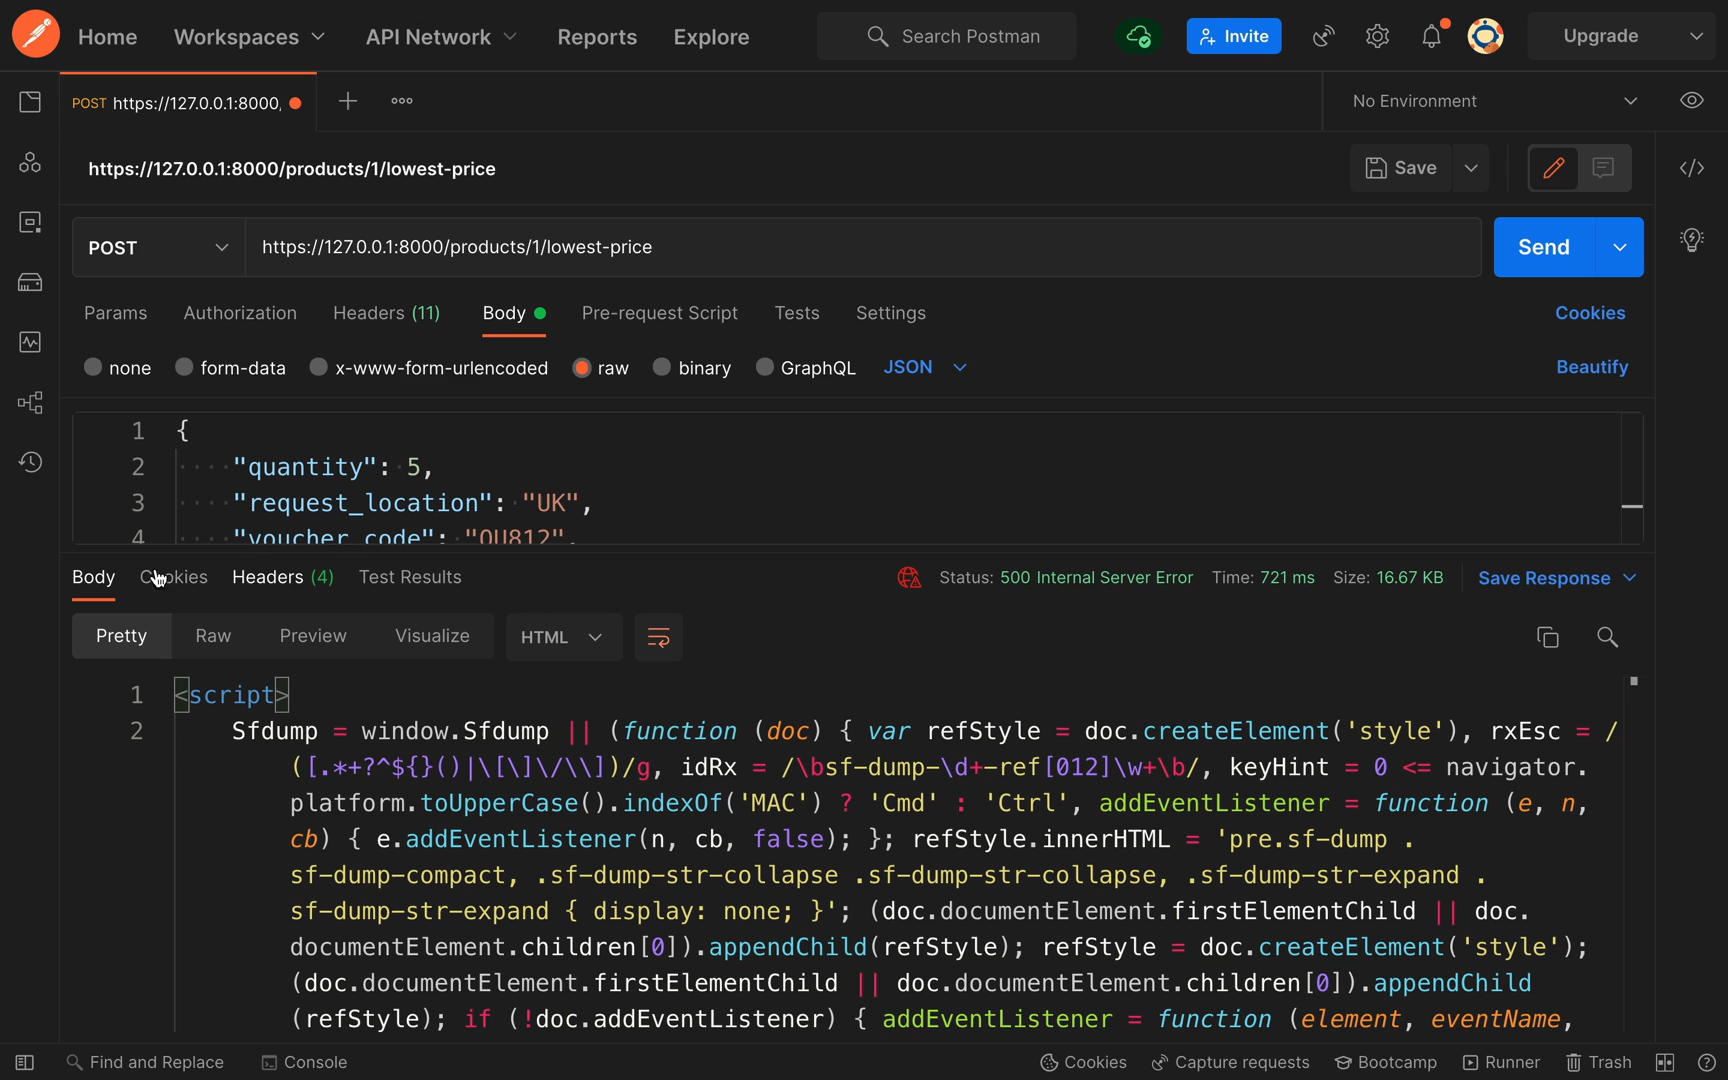 Home Workspaces API Network Reports Explore Search Postman Invite Upgrade
POST https://127.0.0.1:8000, No Environment
https://127.0.0.1:8000/products/1/lowest-price Save
POST https://127.0.0.1:8000/products/1/lowest-price Send
Params Authorization Headers (11) Body Pre-request Script Tests Settings Cookies
none form-data x-www-form-urlencoded raw binary GraphQL JSON Beautify
1 {
2 "quantity": 5,
3 "request_location": "UK",
4 "voucher_code": "OU812",
Body Cookies Headers (4) Test Results Status: 500 Internal Server Error Time: 721 ms Size: 16.67 KB Save Response
Pretty Raw Preview Visualize HTML
1 <script>
2 Sfdump = window.Sfdump || (function (doc) { var refStyle = doc.createElement('style'), rxEsc = /
([.*+?^${}()|\[\]\/\\])/g, idRx = /\bsf-dump-\d+-ref[012]\w+\b/, keyHint = 0 <= navigator.
platform.toUpperCase().indexOf('MAC') ? 'Cmd' : 'Ctrl', addEventListener = function (e, n,
cb) { e.addEventListener(n, cb, false); }; refStyle.innerHTML = 'pre.sf-dump .
sf-dump-compact, .sf-dump-str-collapse .sf-dump-str-collapse, .sf-dump-str-expand .
sf-dump-str-expand { display: none; }'; (doc.documentElement.firstElementChild || doc.
documentElement.children[0]).appendChild(refStyle); refStyle = doc.createElement('style');
(doc.documentElement.firstElementChild || doc.documentElement.children[0]).appendChild
(refStyle); if (!doc.addEventListener) { addEventListener = function (element, eventName,
Find and Replace Console Cookies Capture requests Bootcamp Runner Trash